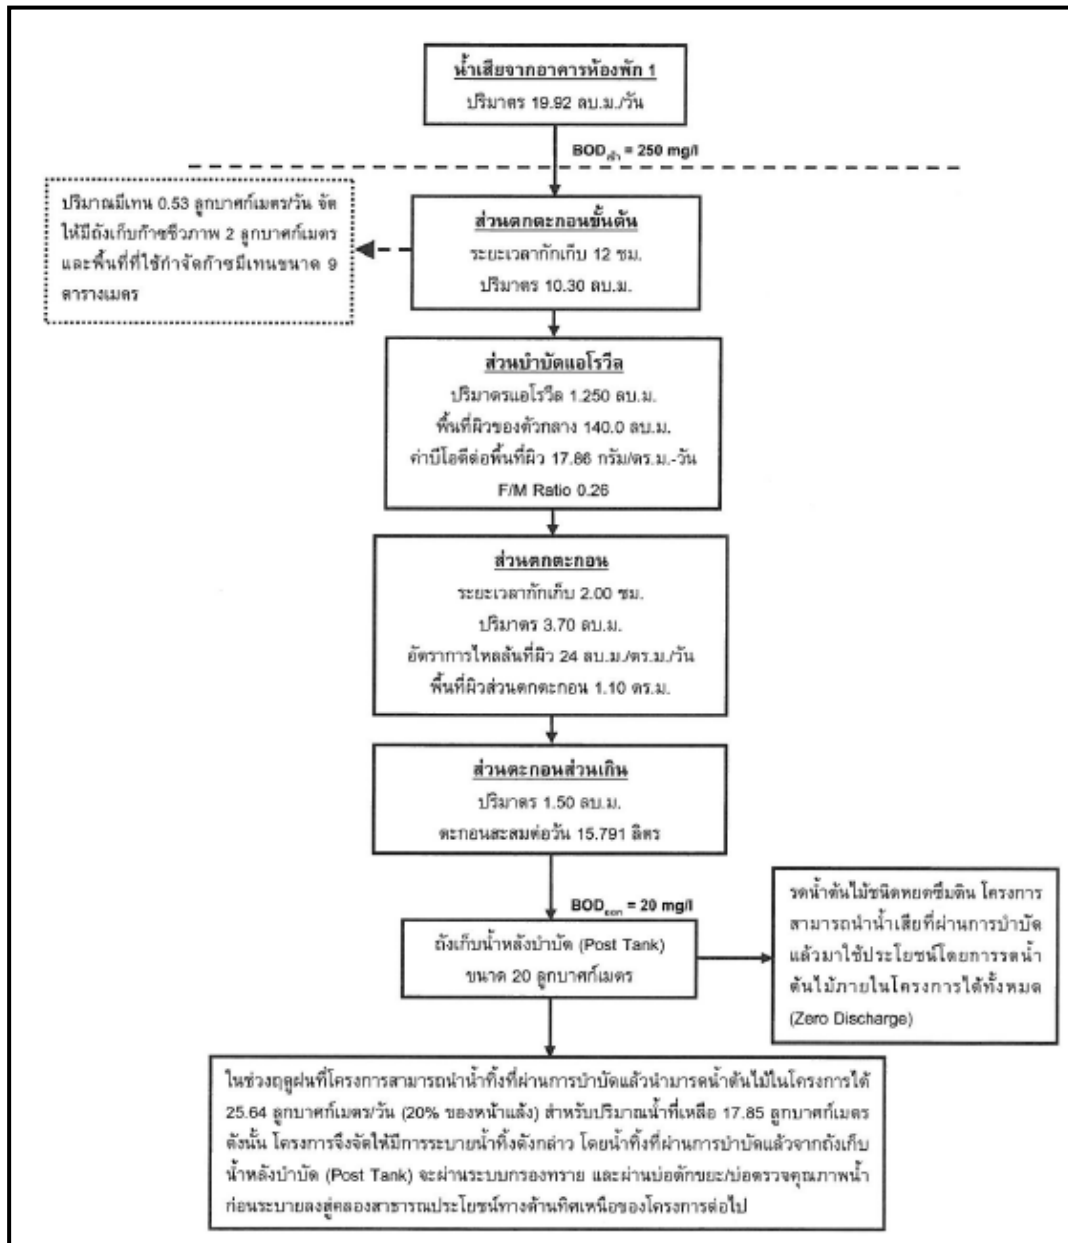 น้ำเสียจากอาคารห้องพัก 1
ปริมาตร 19.92 ลบ.ม./วัน
BODเข้า = 250 mg/l
ปริมาณมีเทน 0.53 ลูกบาศก์เมตร/วัน จัด
ให้มีถังเก็บก๊าซชีวภาพ 2 ลูกบาศก์เมตร
และพื้นที่ที่ใช้กำจัดก๊าซมีเทนขนาด 9
ตารางเมตร
ส่วนตกตะกอนขั้นต้น
ระยะเวลากักเก็บ 12 ชม.
ปริมาตร 10.30 ลบ.ม.
ส่วนบำบัดแอโรวีล
ปริมาตรแอโรวีล 1.250 ลบ.ม.
พื้นที่ผิวของตัวกลาง 140.0 ลบ.ม.
ค่าบีโอดีต่อพื้นที่ผิว 17.86 กรัม/ตร.ม.-วัน
F/M Ratio 0.26
ส่วนตกตะกอน
ระยะเวลากักเก็บ 2.00 ชม.
ปริมาตร 3.70 ลบ.ม.
อัตราการไหลล้นที่ผิว 24 ลบ.ม./ตร.ม./วัน
พื้นที่ผิวส่วนตกตะกอน 1.10 ตร.ม.
ส่วนตะกอนส่วนเกิน
ปริมาตร 1.50 ลบ.ม.
ตะกอนสะสมต่อวัน 15.791 ลิตร
BODออก = 20 mg/l
ถังเก็บน้ำหลังบำบัด (Post Tank)
ขนาด 20 ลูกบาศก์เมตร
รดน้ำต้นไม้ชนิดหยดซึมดิน โครงการ
สามารถนำน้ำเสียที่ผ่านการบำบัด
แล้วมาใช้ประโยชน์โดยการรดน้ำ
ต้นไม้ภายในโครงการได้ทั้งหมด
(Zero Discharge)
ในช่วงฤดูฝนที่โครงการสามารถนำน้ำทิ้งที่ผ่านการบำบัดแล้วนำมารดน้ำต้นไม้ในโครงการได้
25.64 ลูกบาศก์เมตร/วัน (20% ของหน้าแล้ง) สำหรับปริมาณน้ำที่เหลือ 17.85 ลูกบาศก์เมตร
ดังนั้น โครงการจึงจัดให้มีการระบายน้ำทิ้งดังกล่าว โดยน้ำทิ้งที่ผ่านการบำบัดแล้วจากถังเก็บ
น้ำหลังบำบัด (Post Tank) จะผ่านระบบกรองทราย และผ่านบ่อดักขยะ/บ่อตรวจคุณภาพน้ำ
ก่อนระบายลงสู่คลองสาธารณประโยชน์ทางด้านทิศเหนือของโครงการต่อไป